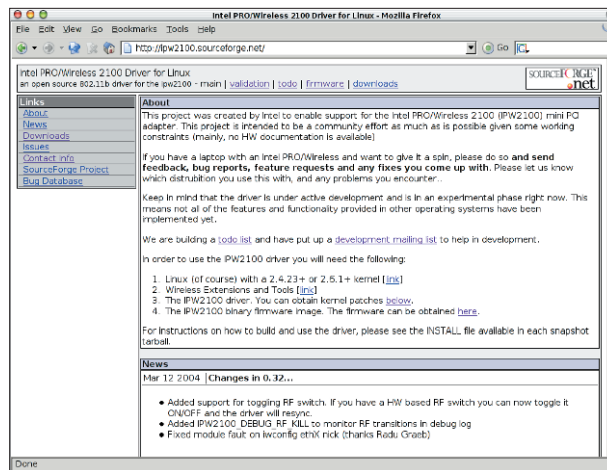 Intel PRO/Wireless 2100 Driver for Linux - Mozilla Firefox
File Edit View Go Bookmarks Tools Help
http://ipw2100.sourceforge.net/ Go
Intel PRO/Wireless 2100 Driver for Linux
an open source 802.11b driver for the ipw2100 - main | validation | todo | firmware | downloads
SOURCEFORGE
.net
Links
About
News
Downloads
Issues
Contact Info
SourceForge Project
Bug Database
About
This project was created by Intel to enable support for the Intel PRO/Wireless 2100 (IPW2100) mini PCI
adapter. This project is intended to be a community effort as much as is possible given some working
constraints (mainly, no HW documentation is available)
If you have a laptop with an Intel PRO/Wireless and want to give it a spin, please do so and send
feedback, bug reports, feature requests and any fixes you come up with. Please let us know
which distrubition you use this with, and any problems you encounter..
Keep in mind that the driver is under active development and is in an experimental phase right now. This
means not all of the features and functionality provided in other operating systems have been
implemented yet.
We are building a todo list and have put up a development mailing list to help in development.
In order to use the IPW2100 driver you will need the following:
1. Linux (of course) with a 2.4.23+ or 2.6.1+ kernel [link]
2. Wireless Extensions and Tools [link]
3. The IPW2100 driver. You can obtain kernel patches below.
4. The IPW2100 binary firmware image. The firmware can be obtained here.
For instructions on how to build and use the driver, please see the INSTALL file available in each snapshot
tarball.
News
Mar 12 2004 | Changes in 0.32...
• Added support for toggling RF switch. If you have a HW based RF switch you can now toggle it
ON/OFF and the driver will resync.
• Added IPW2100_DEBUG_RF_KILL to monitor RF transitions in debug log
• Fixed module fault on iwconfig ethX nick (thanks Radu Graeb)
Done